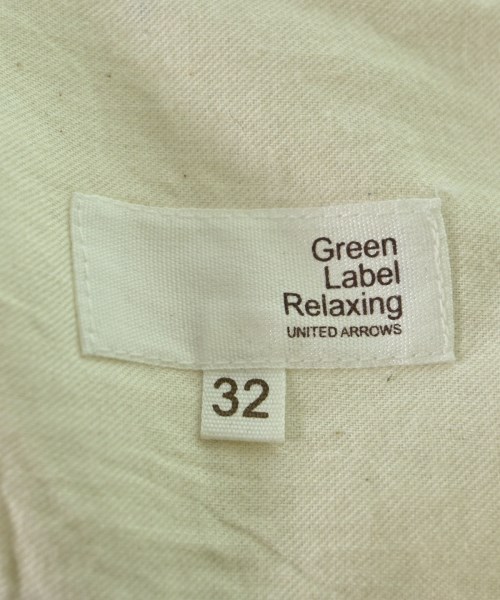 Green
Label
Relaxing
UNITED ARROWS
32